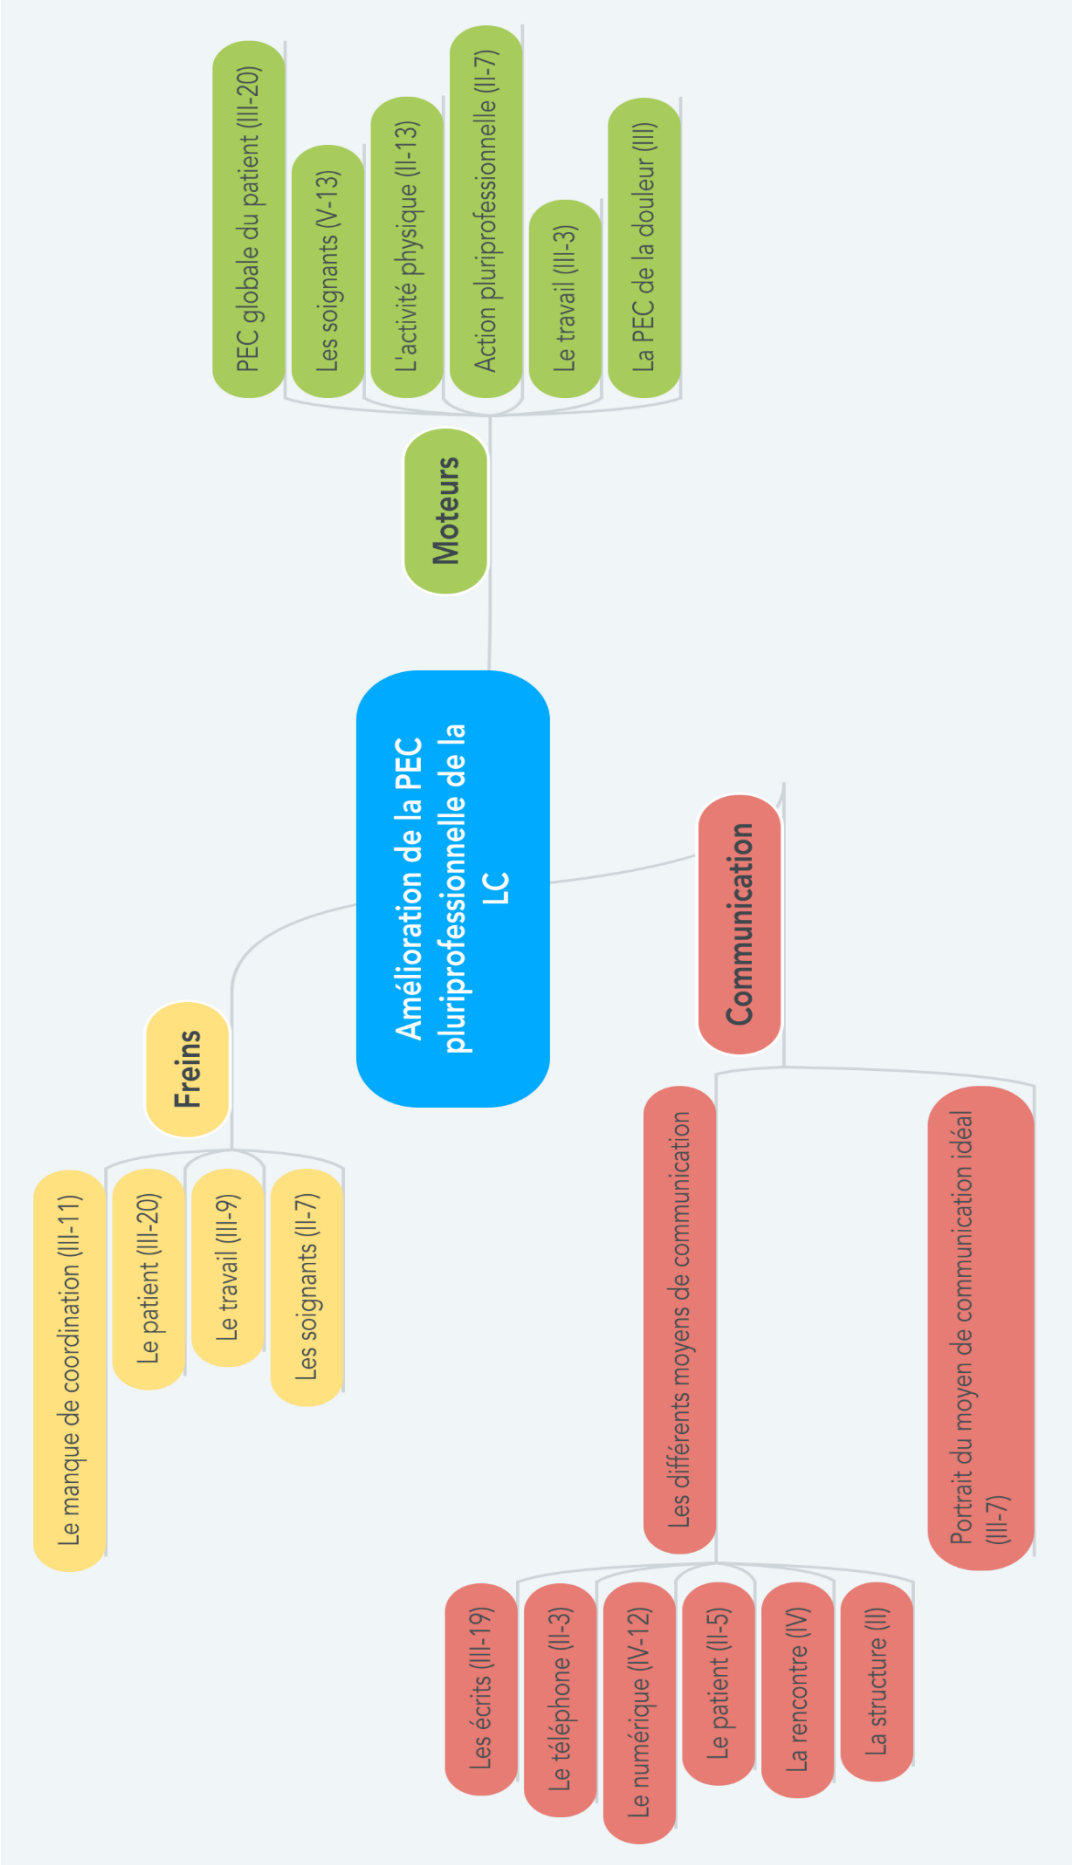 Amélioration de la PEC
pluriprofessionnelle de la
LC
Freins
Le manque de coordination (III-11)
Le patient (III-20)
Le travail (III-9)
Les soignants (II-7)
Moteurs
PEC globale du patient (III-20)
Les soignants (V-13)
L'activité physique (II-13)
Action pluriprofessionnelle (II-7)
Le travail (III-3)
La PEC de la douleur (III)
Communication
Les différents moyens de communication
Les écrits (III-19)
Le téléphone (II-3)
Le numérique (IV-12)
Le patient (II-5)
La rencontre (IV)
La structure (II)
Portrait du moyen de communication idéal
(III-7)